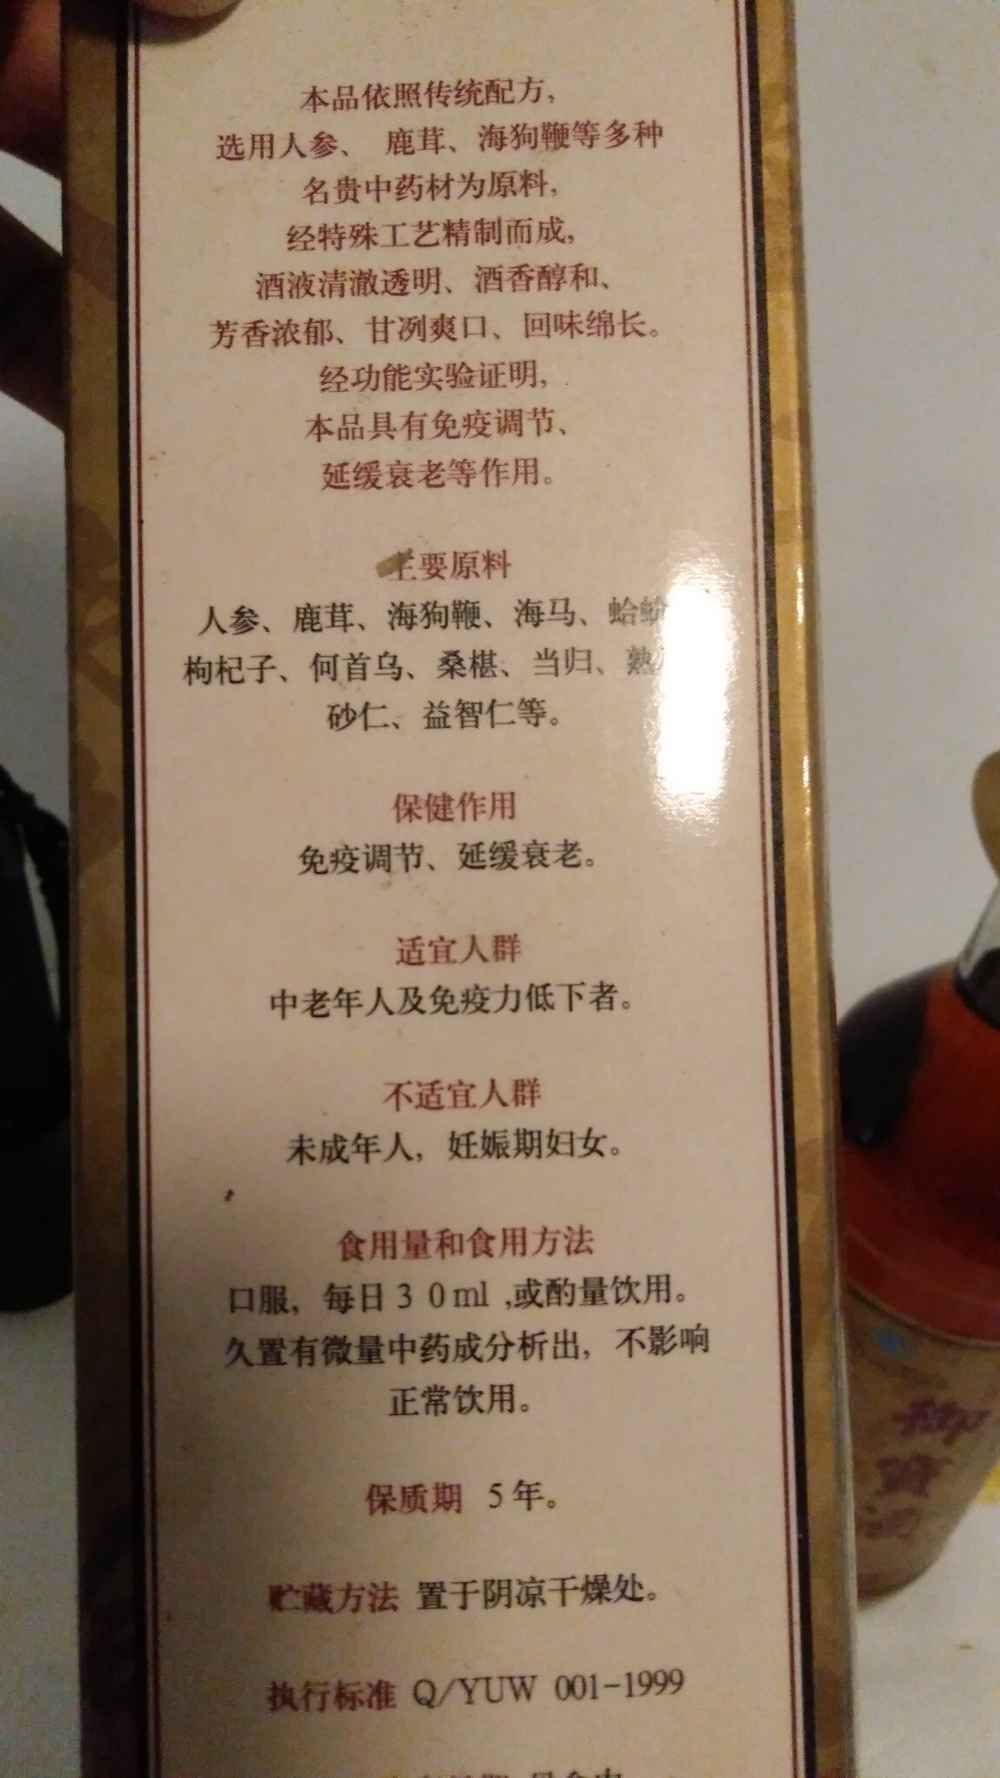 本品依照传统配方,
选用人参、 鹿茸、海狗鞭等多种
名贵中药材为原料,
经特殊工艺精制而成,
酒液清澈透明、酒香醇和、
芳香浓郁、甘冽爽口、回味绵长。
经功能实验证明,
本品具有免疫调节、
延缓衰老等作用。
主要原料
人参、鹿茸、海狗鞭、海马、蛤
枸杞子、何首乌、桑椹、当归、熟
砂仁、益智仁等。
保健作用
免疫调节、延缓衰老。
适宜人群
中老年人及免疫力低下者。
不适宜人群
未成年人, 妊娠期妇女。
食用量和食用方法
口服, 每日30ml ,或酌量饮用。
久置有微量中药成分析出, 不影响
正常饮用。
保质期 5年。
贮藏方法 置于阴凉干燥处。
执行标准 Q/YUW 001-1999